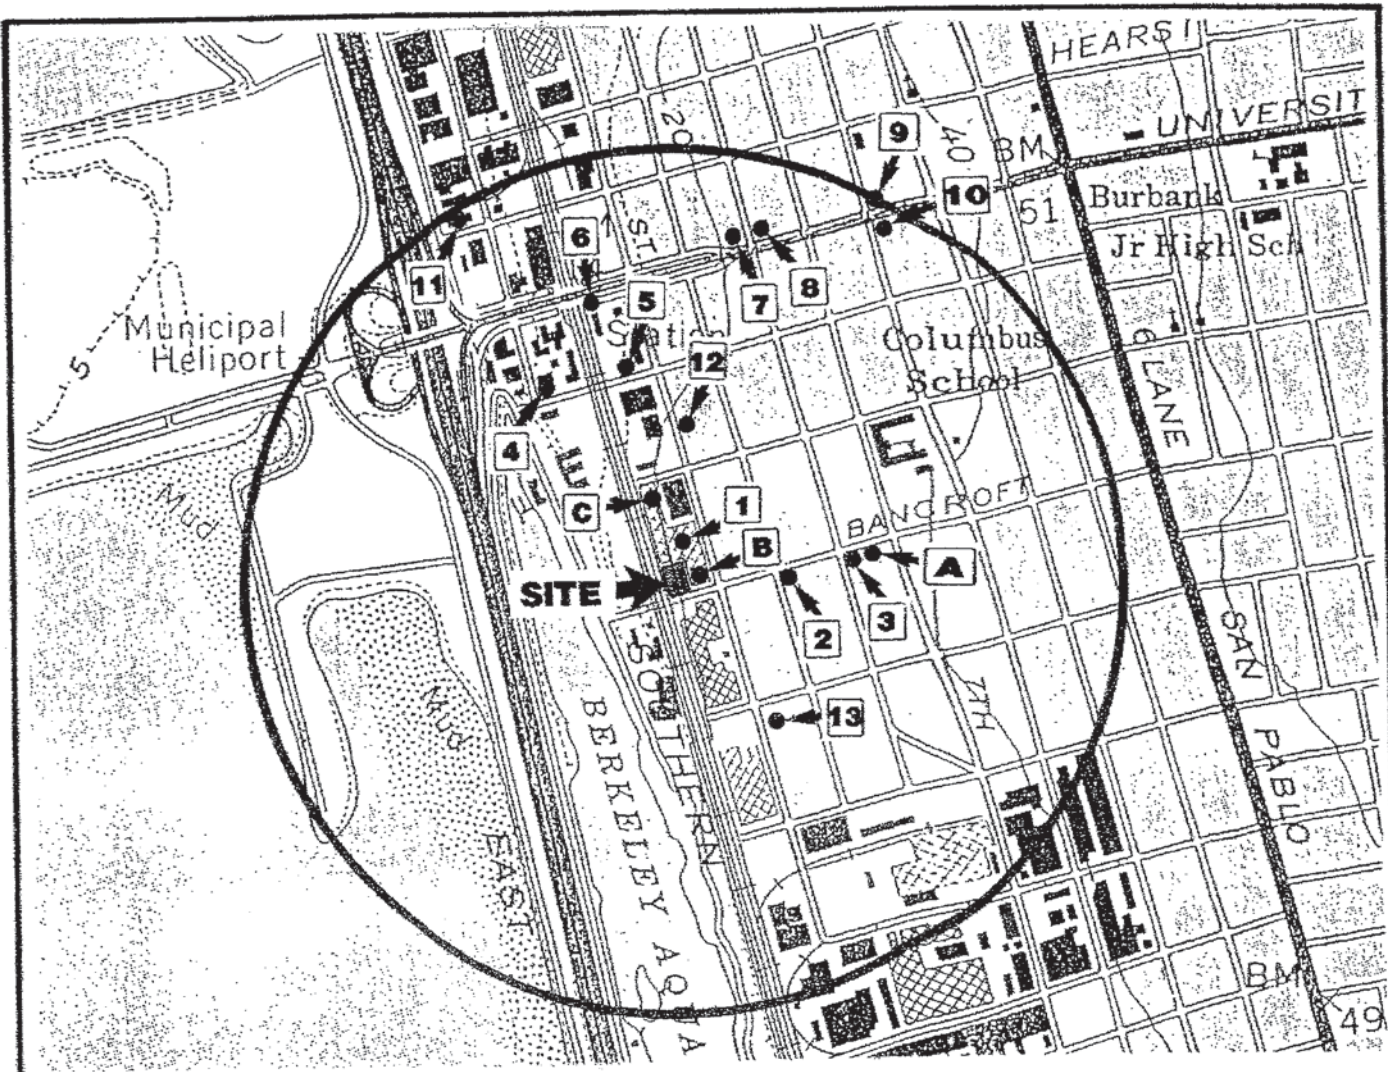 HEARST
UNIVERSIT
20
40
9
BM
10
51
Burbank
Jr High Sch
6
ST
11
5
7
8
Municipal
Heliport
5
Stati
12
Columbus
School
6 LANE
4
Mud
C
1
B
BANCROFT
A
SITE
2
3
SAN
Mud
SOUTHERN
13
7TH
PABLO
BERKELEY AQUA
EAST
BM
49